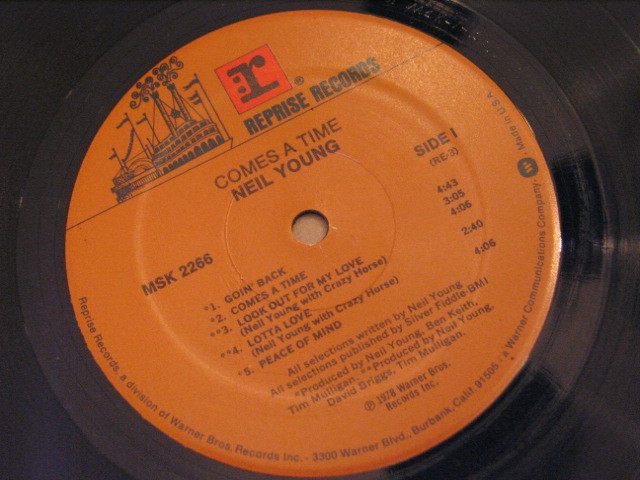 r
REPRISE RECORDS ®
COMES A TIME
NEIL YOUNG
MSK 2266
SIDE I
(RE-3)
*1. GOIN' BACK 4:43
*2. COMES A TIME 3:05
**3. LOOK OUT FOR MY LOVE 4:06
(Neil Young with Crazy Horse)
**4. LOTTA LOVE 2:40
(Neil Young with Crazy Horse)
*5. PEACE OF MIND 4:06
All selections written by Neil Young
All selections published by Silver Fiddle BMI
*Produced by Neil Young, Ben Keith,
Tim Mulligan. **Produced by Neil Young,
David Briggs, Tim Mulligan.
℗ 1978 Warner Bros.
Records Inc.
Reprise Records, a division of Warner Bros. Records Inc. - 3300 Warner Blvd., Burbank, Calif. 91505 - a Warner Communications Company - W Made in U.S.A.